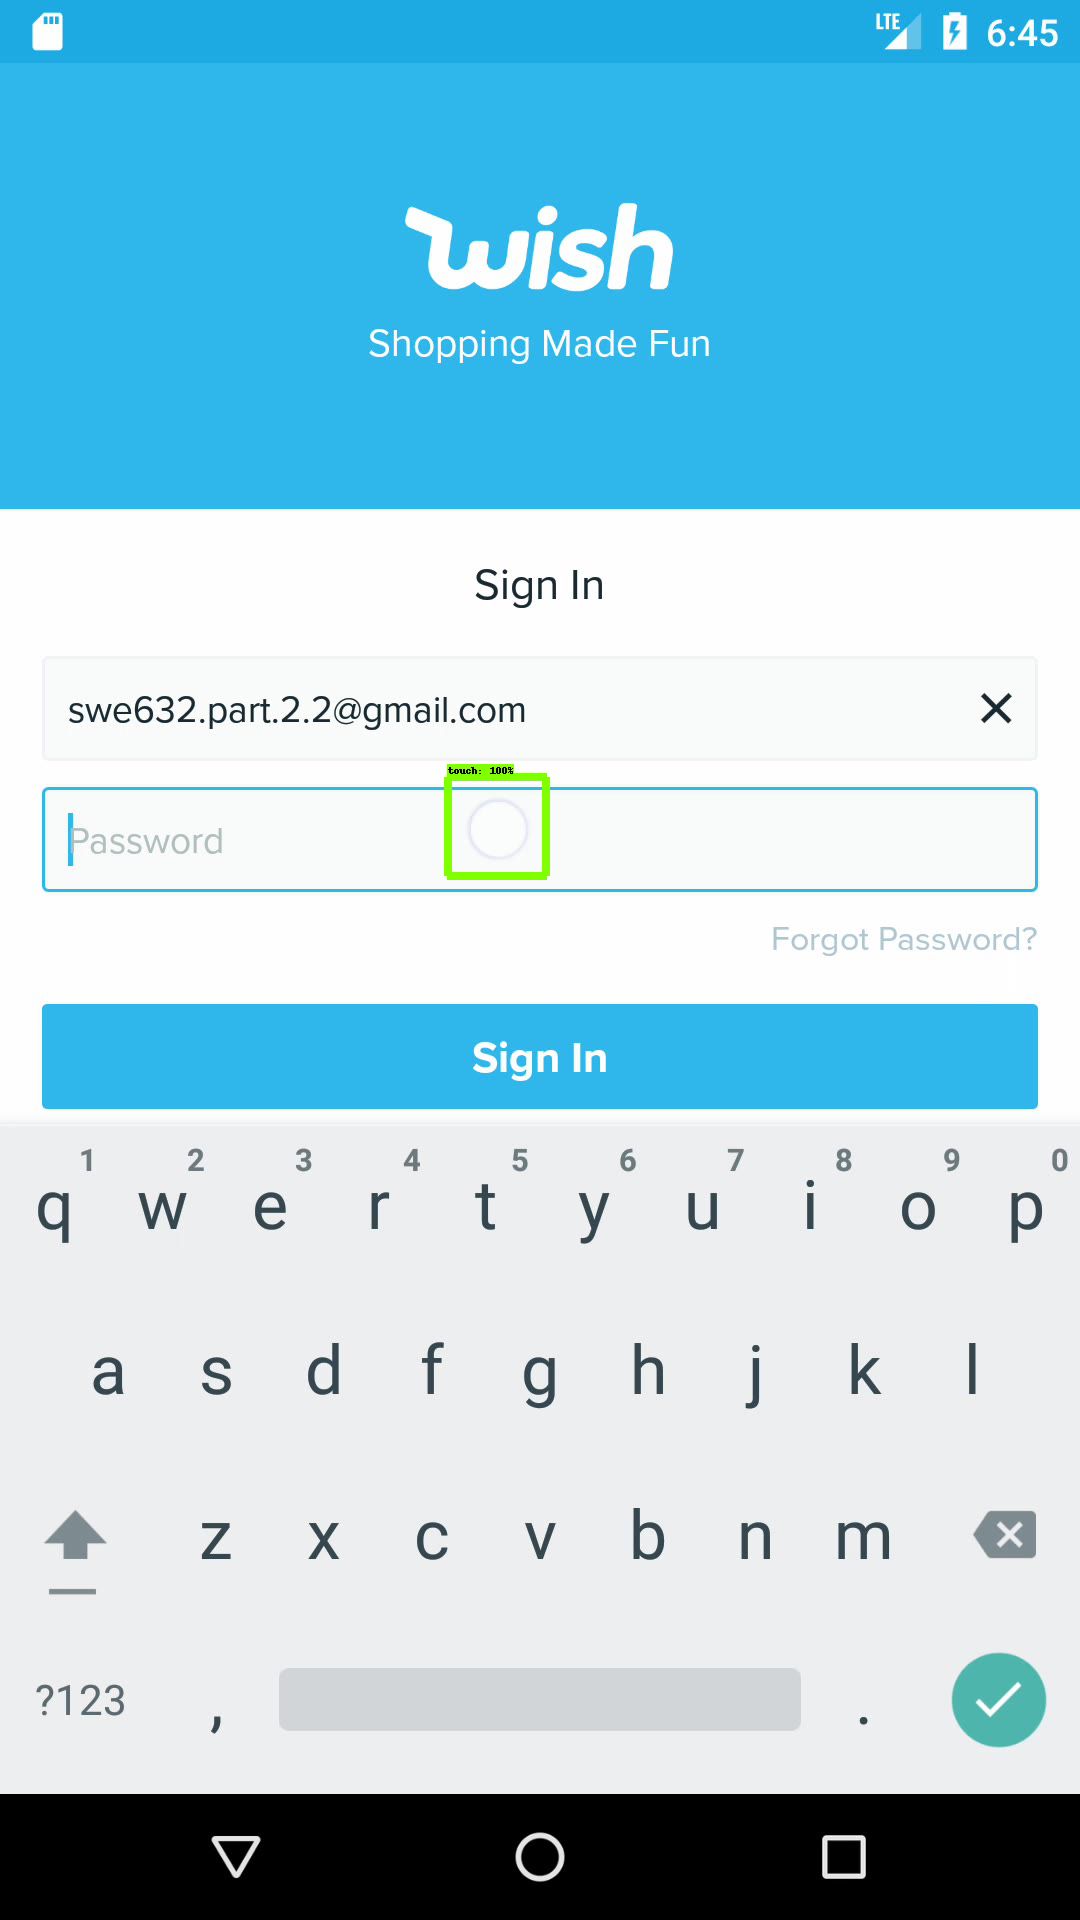 LTE 6:45
wish
Shopping Made Fun
Sign In
swe632.part.2.2@gmail.com
touch: 100%
Password
Forgot Password?
Sign In
1 2 3 4 5 6 7 8 9 0
q w e r t y u i o p
a s d f g h j k l
z x c v b n m
?123 , .